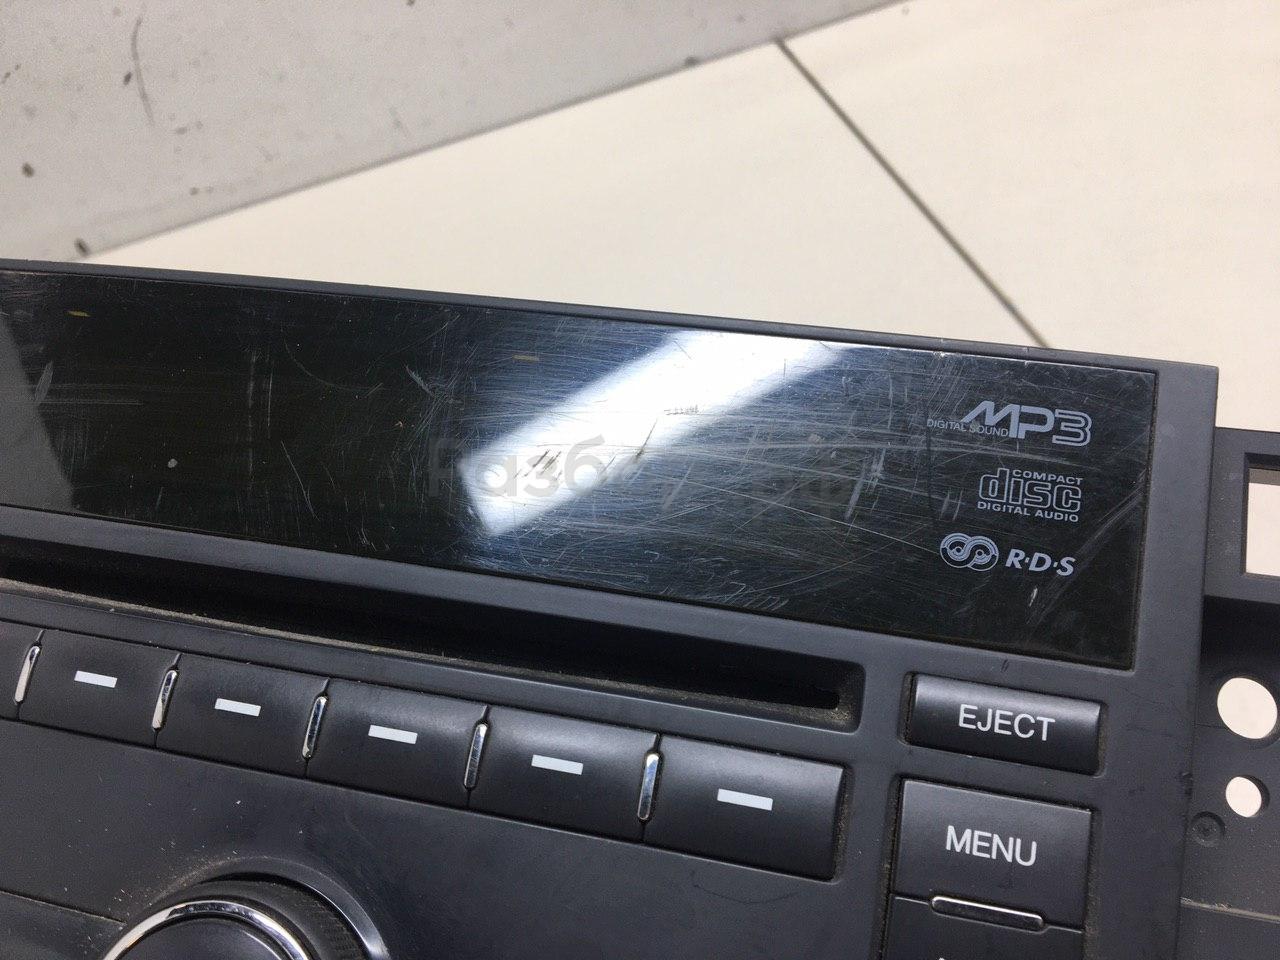 MP3
DIGITAL SOUND
COMPACT
disc
DIGITAL AUDIO
R·D·S
EJECT
MENU